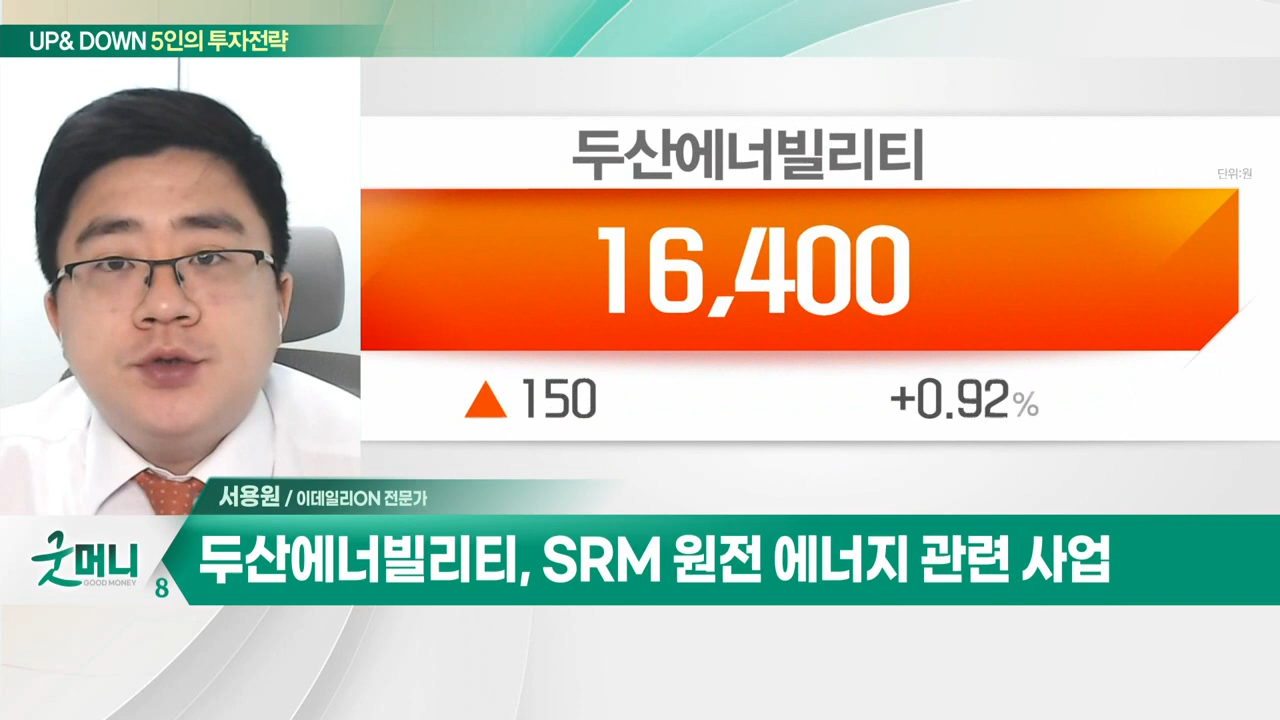 UP& DOWN 5인의 투자전략
두산에너빌리티
단위:원
16,400
▲ 150 +0.92%
서용원 / 이데일리ON 전문가
굿머니
GOOD MONEY
8
두산에너빌리티, SRM 원전 에너지 관련 사업